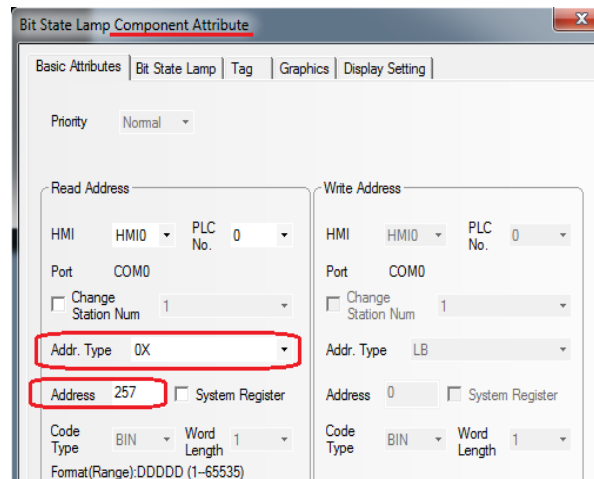 Bit State Lamp Component Attribute
x
Basic Attributes Bit State Lamp Tag Graphics Display Setting
Priority Normal
Read Address
HMI HMI0 PLC No. 0
Port COM0
Change Station Num 1
Addr. Type 0X
Address 257 System Register
Code Type BIN Word Length 1
Format(Range):DDDDD (1--65535)
Write Address
HMI HMI0 PLC No. 0
Port COM0
Change Station Num 1
Addr. Type LB
Address 0 System Register
Code Type BIN Word Length 1